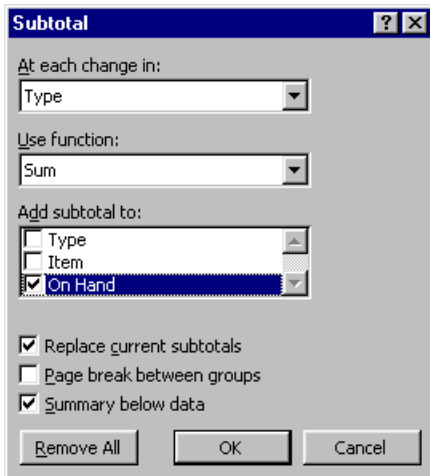 Subtotal
At each change in:
Type
Use function:
Sum
Add subtotal to:
Type
Item
On Hand
Replace current subtotals
Page break between groups
Summary below data
Remove All OK Cancel